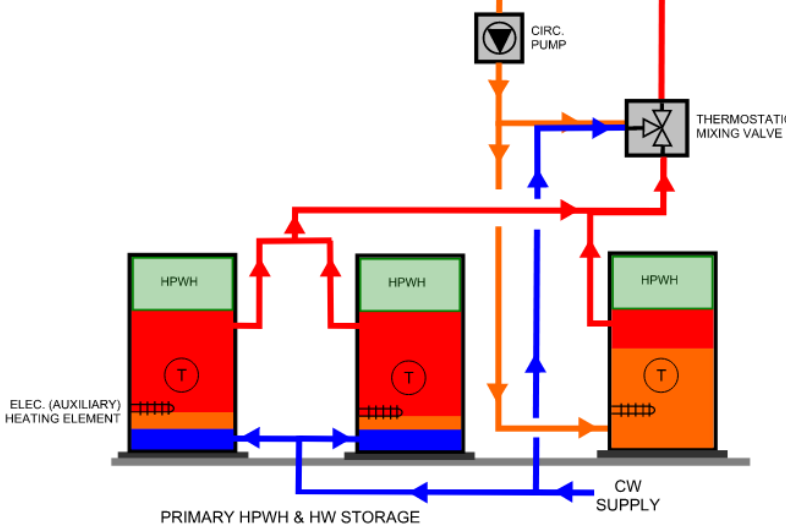 CIRC.
PUMP
THERMOSTATIC
MIXING VALVE
HPWH
HPWH
HPWH
T
T
T
ELEC. (AUXILIARY)
HEATING ELEMENT
CW
SUPPLY
PRIMARY HPWH & HW STORAGE